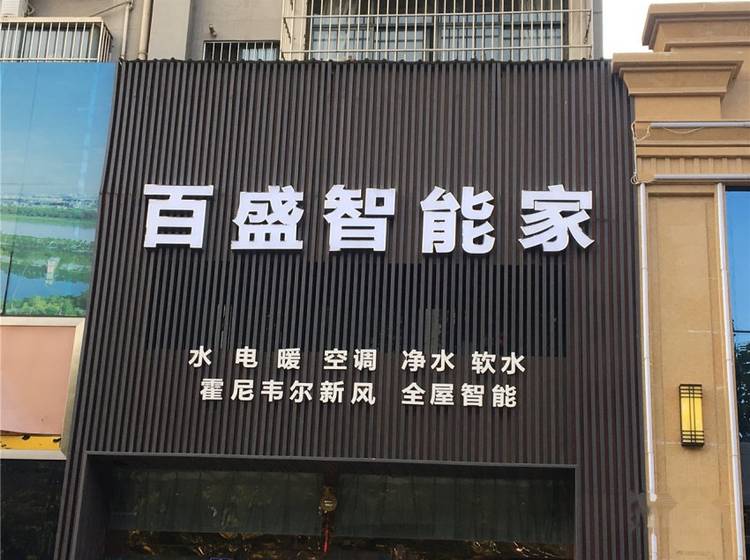 百盛智能家
水 电 暖 空调 净水 软水
霍尼韦尔新风 全屋智能